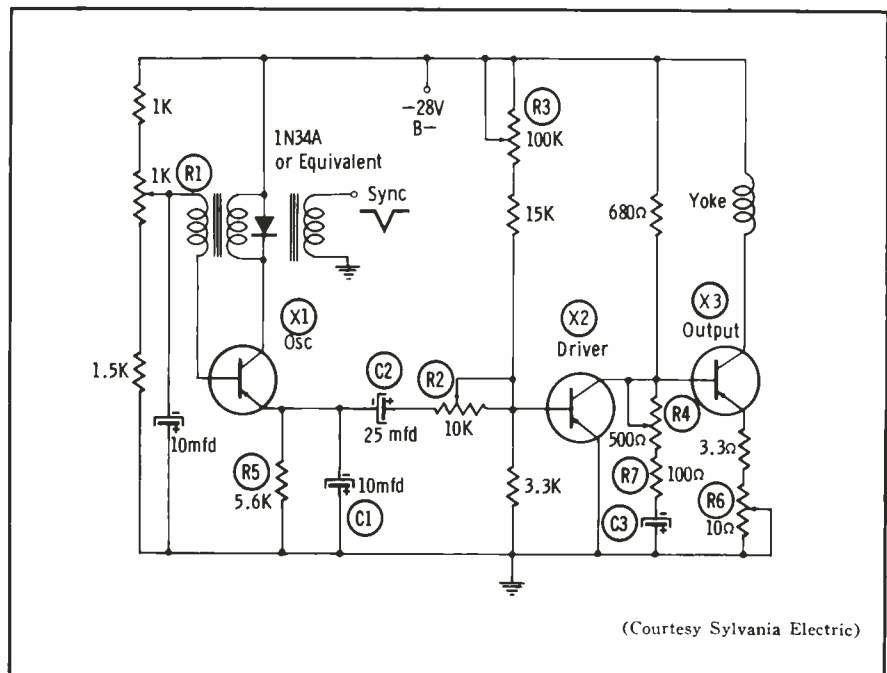 1K
1K
R1
1N34A
or Equivalent
Sync
−28V
B−
R3
100K
15K
680Ω
Yoke
X1
Osc
1.5K
10mfd
R5
5.6K
10mfd
C1
C2
25 mfd
R2
10K
3.3K
X2
Driver
X3
Output
R4
500Ω
R7
100Ω
C3
3.3Ω
R6
10Ω
(Courtesy Sylvania Electric)